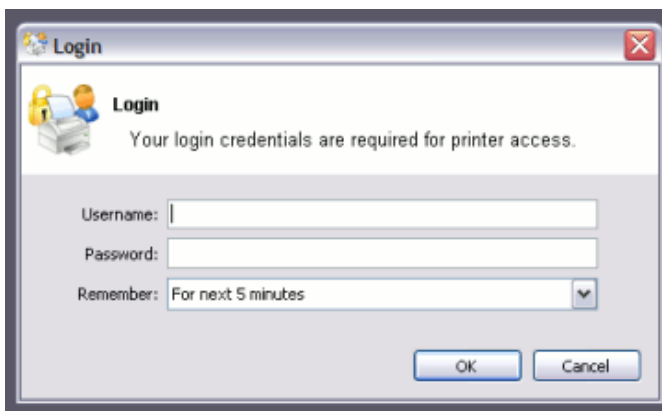 Login
Login
Your login credentials are required for printer access.
Username:
Password:
Remember: For next 5 minutes
OK Cancel